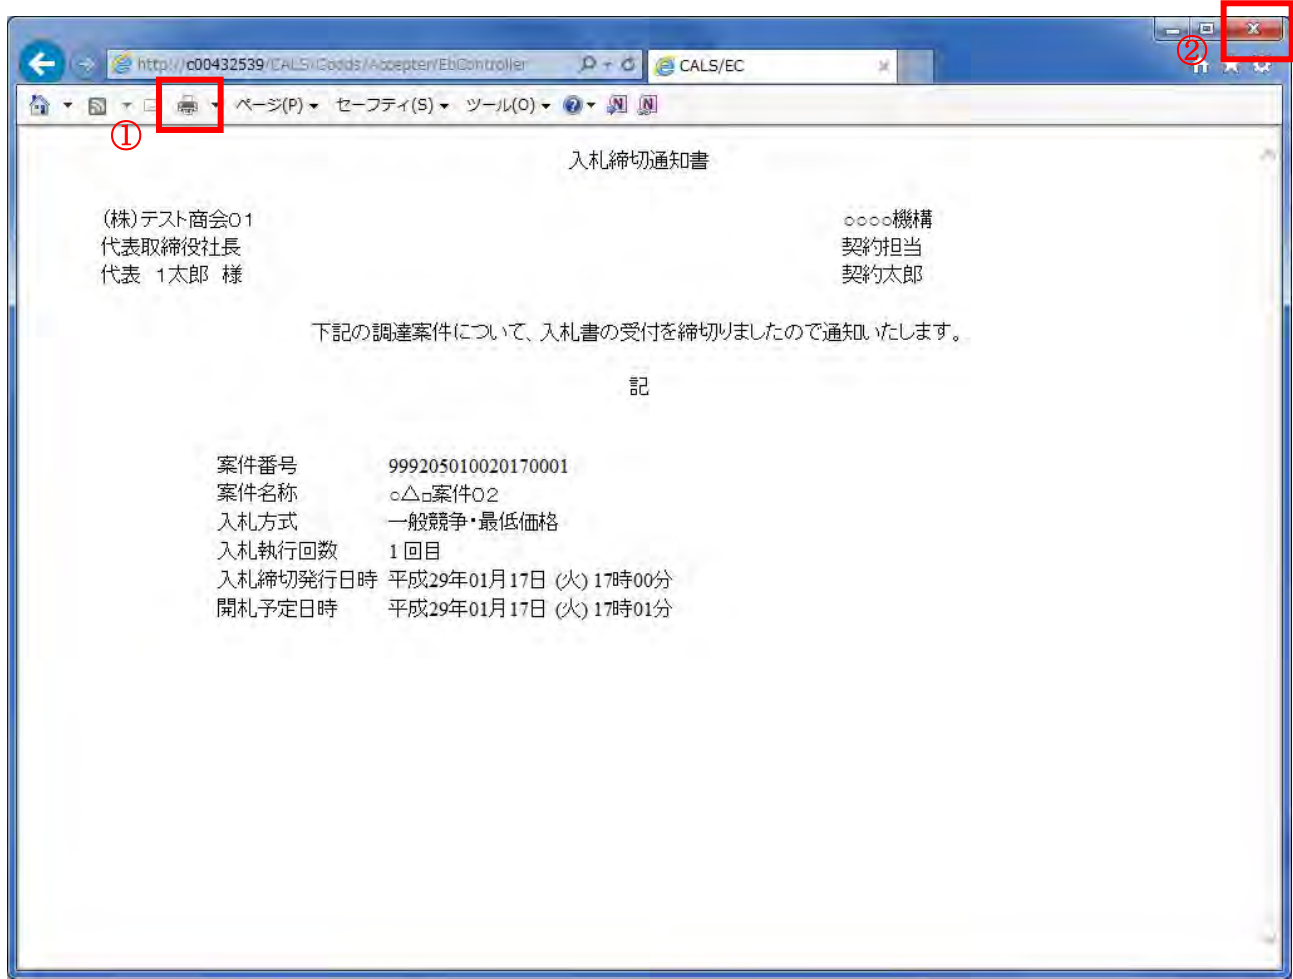 ②
http://c00432539/CALS/Goods/Accepter/EbController
CALS/EC
ページ(P) セーフティ(S) ツール(O)
①
入札締切通知書
(株)テスト商会01
○○○○機構
代表取締役社長
契約担当
代表 1太郎 様
契約太郎
下記の調達案件について、入札書の受付を締切りましたので通知いたします。
記
案件番号 999205010020170001
案件名称 ○△□案件02
入札方式 一般競争・最低価格
入札執行回数 1回目
入札締切発行日時 平成29年01月17日 (火) 17時00分
開札予定日時 平成29年01月17日 (火) 17時01分